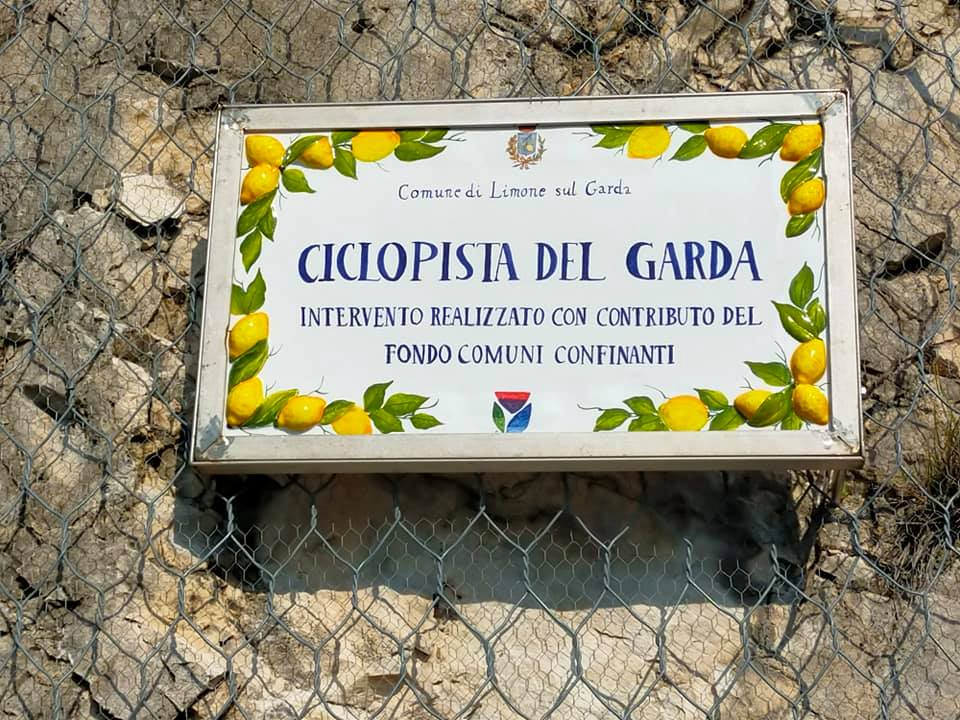 Comune di Limone sul Garda
CICLOPISTA DEL GARDA
INTERVENTO REALIZZATO CON CONTRIBUTO DEL
FONDO COMUNI CONFINANTI